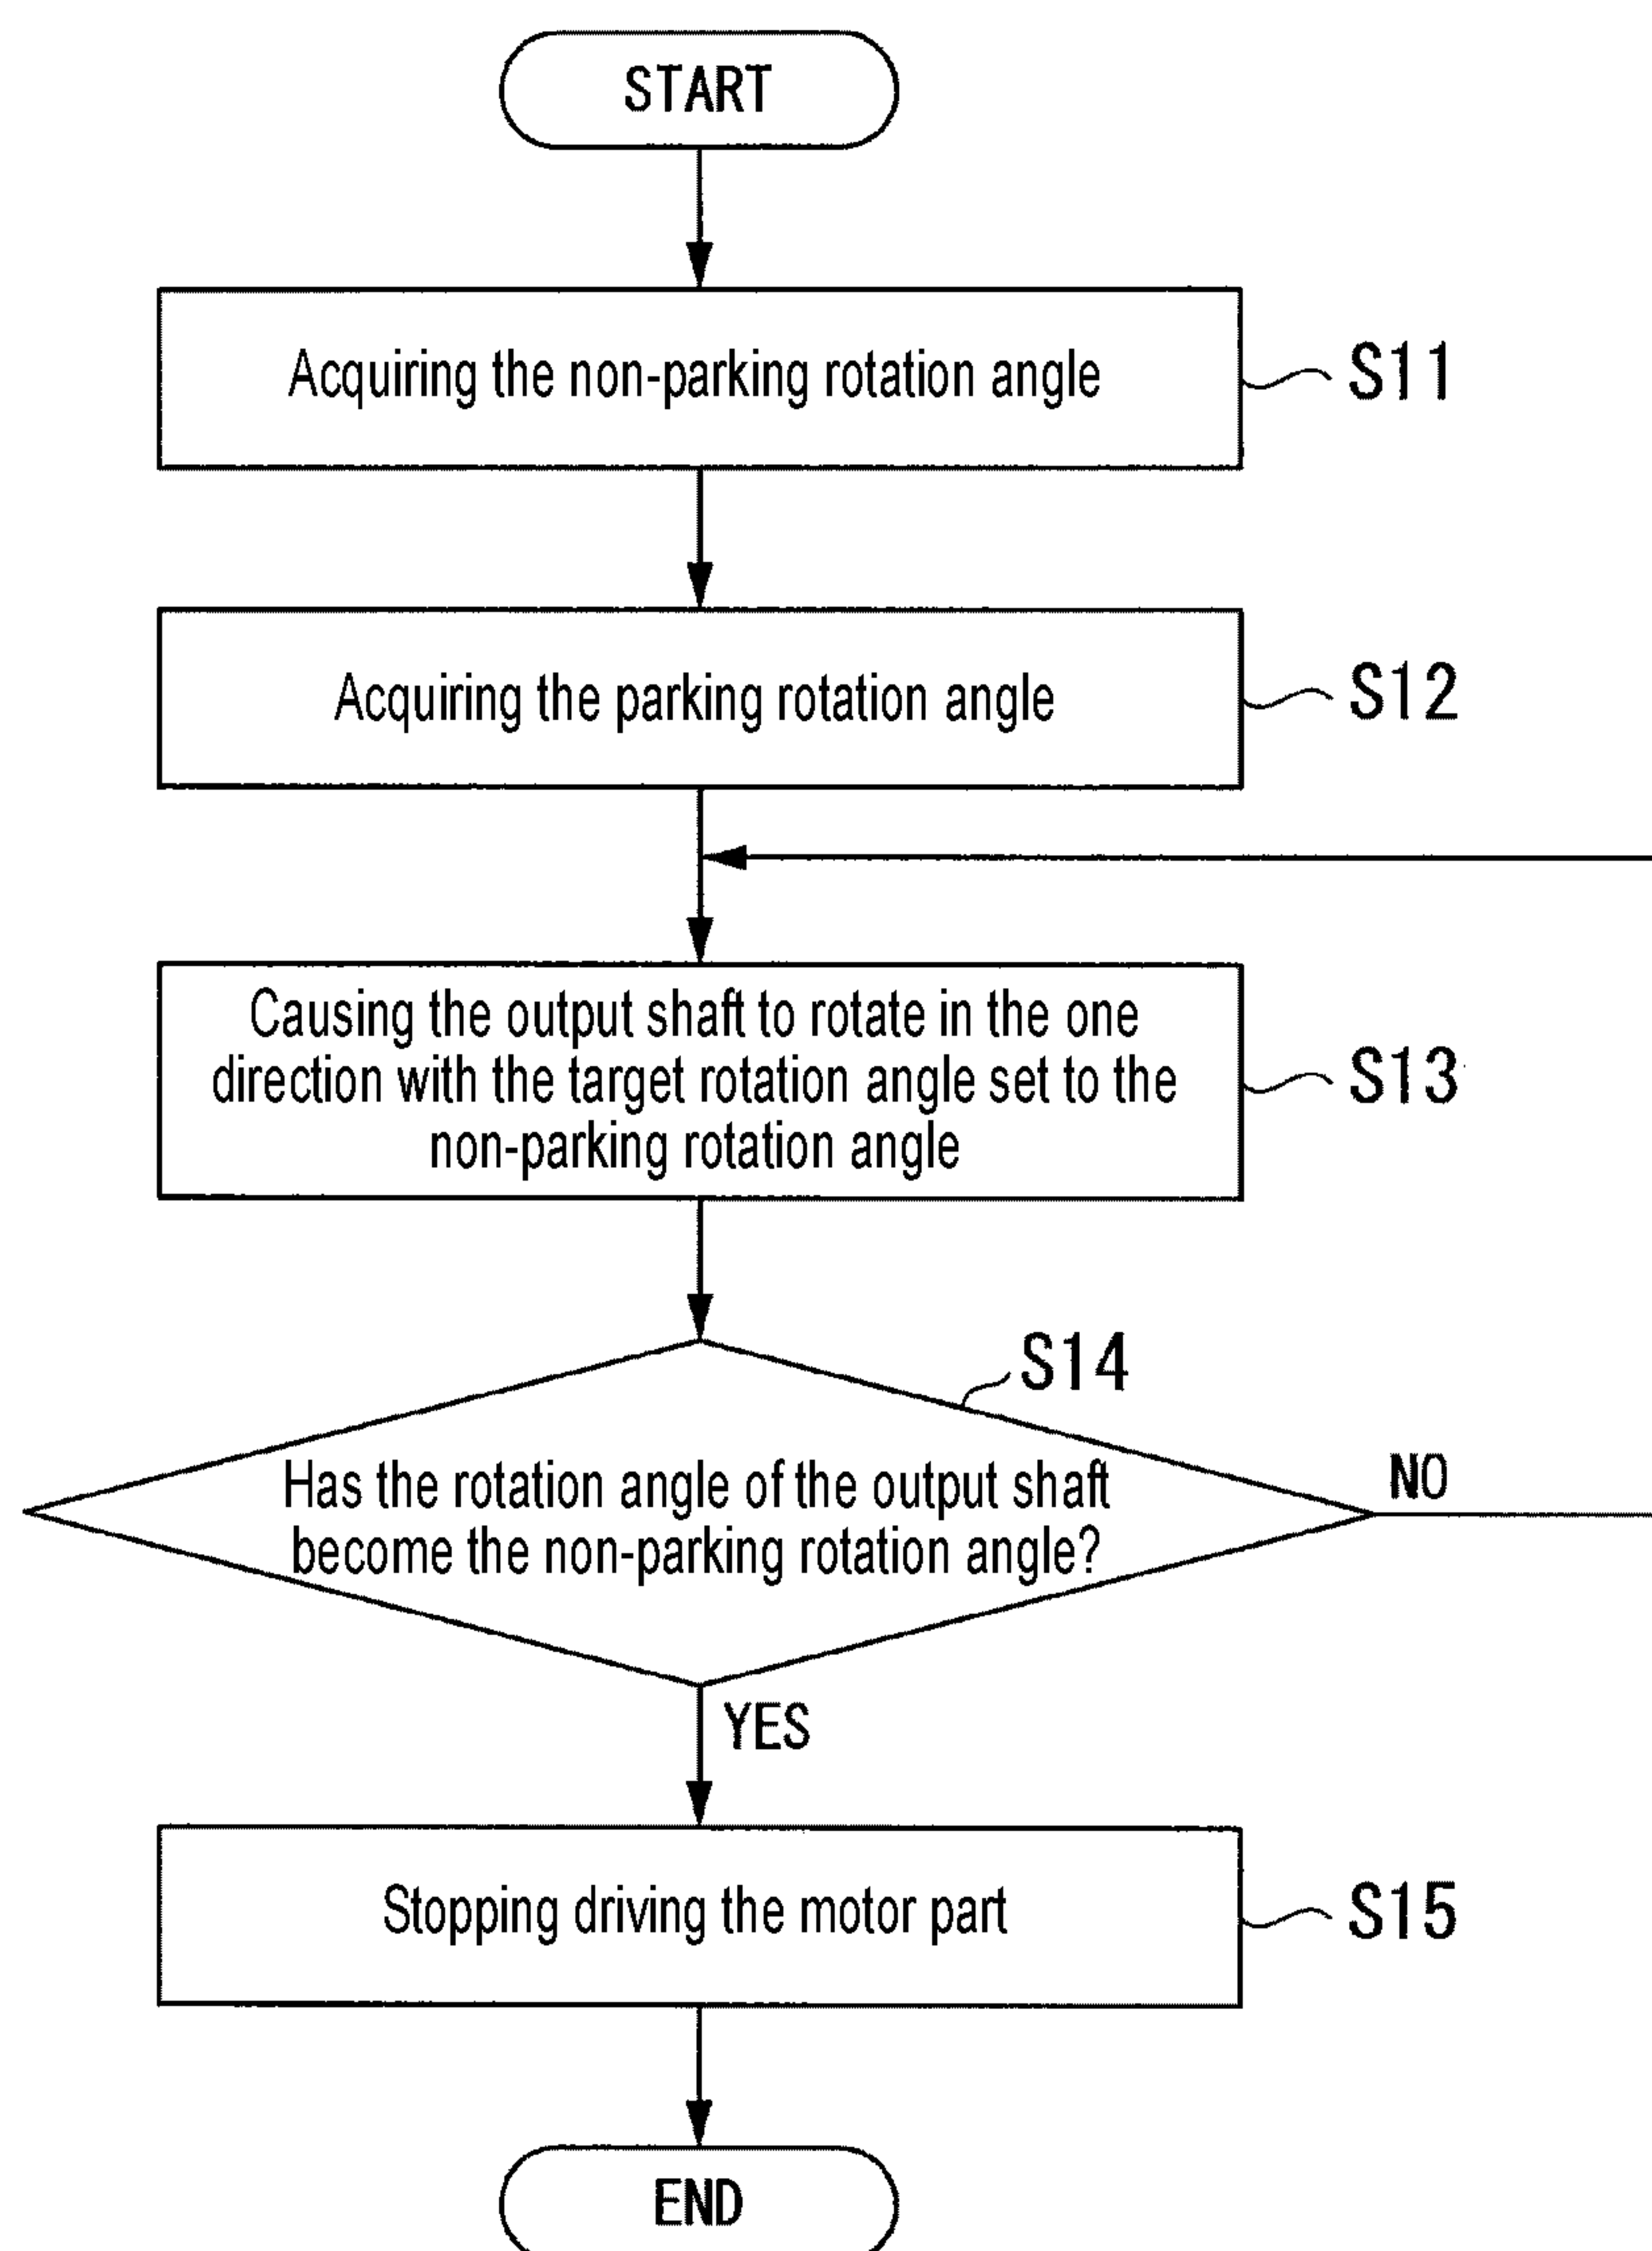 START
Acquiring the non-parking rotation angle
S11
Acquiring the parking rotation angle
S12
Causing the output shaft to rotate in the one
direction with the target rotation angle set to the
non-parking rotation angle
S13
S14
Has the rotation angle of the output shaft
become the non-parking rotation angle?
NO
YES
Stopping driving the motor part
S15
END